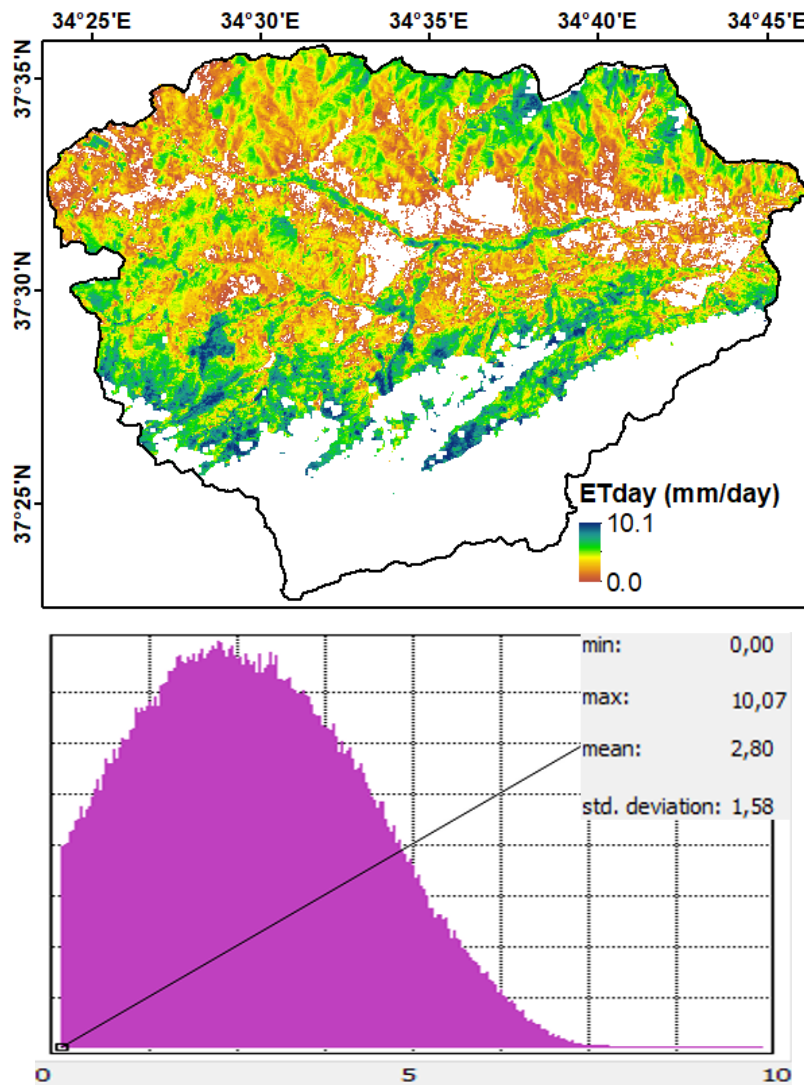 34°25'E 34°30'E 34°35'E 34°40'E 34°45'E
37°35'N
37°30'N
37°25'N
ETday (mm/day)
10.1
0.0
min: 0,00
max: 10,07
mean: 2,80
std. deviation: 1,58
0 5 10